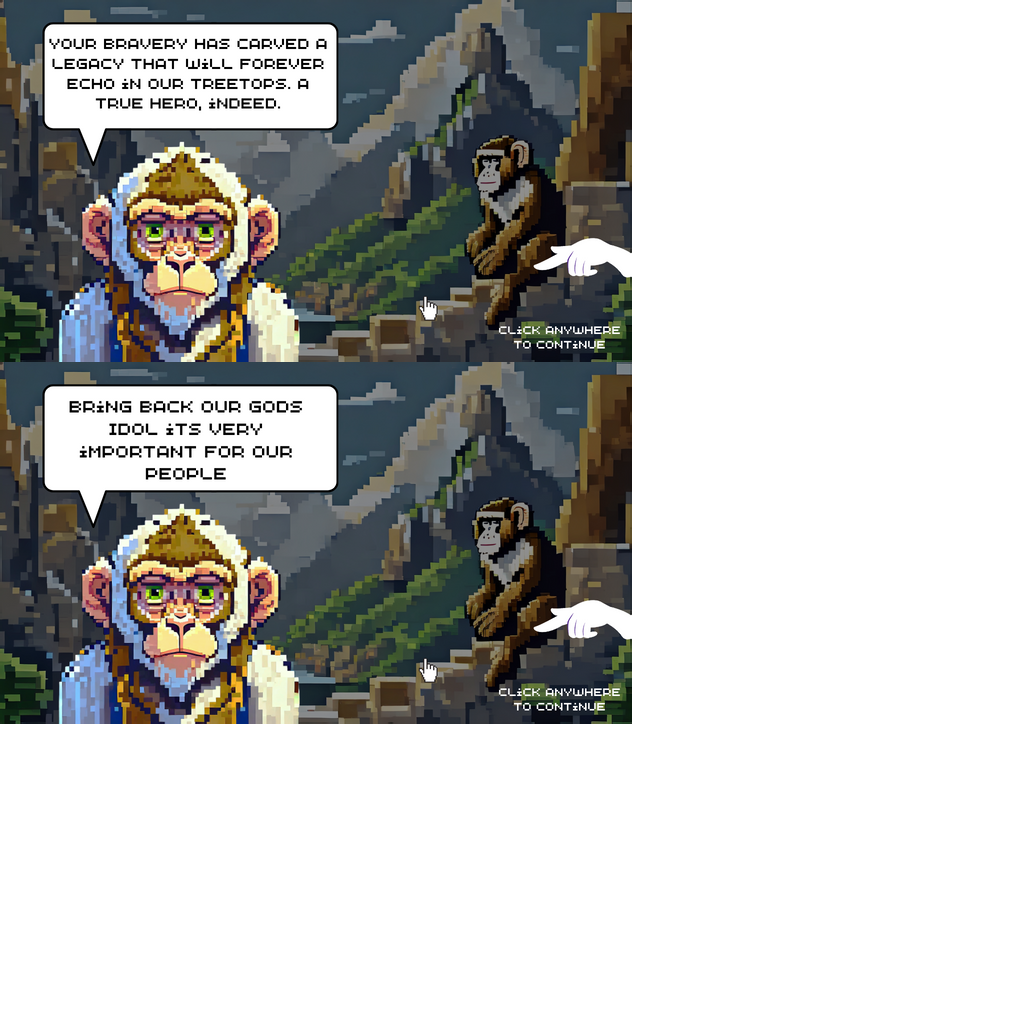 YOUR BRAVERY HAS CARVED A
LEGACY THAT WiLL FOREVER
ECHO iN OUR TREETOPS. A
TRUE HERO, iNDEED.
CLiCK ANYWHERE
TO CONTiNUE
BRiNG BACK OUR GODS
IDOL iTS VERY
iMPORTANT FOR OUR
PEOPLE
CLiCK ANYWHERE
TO CONTiNUE